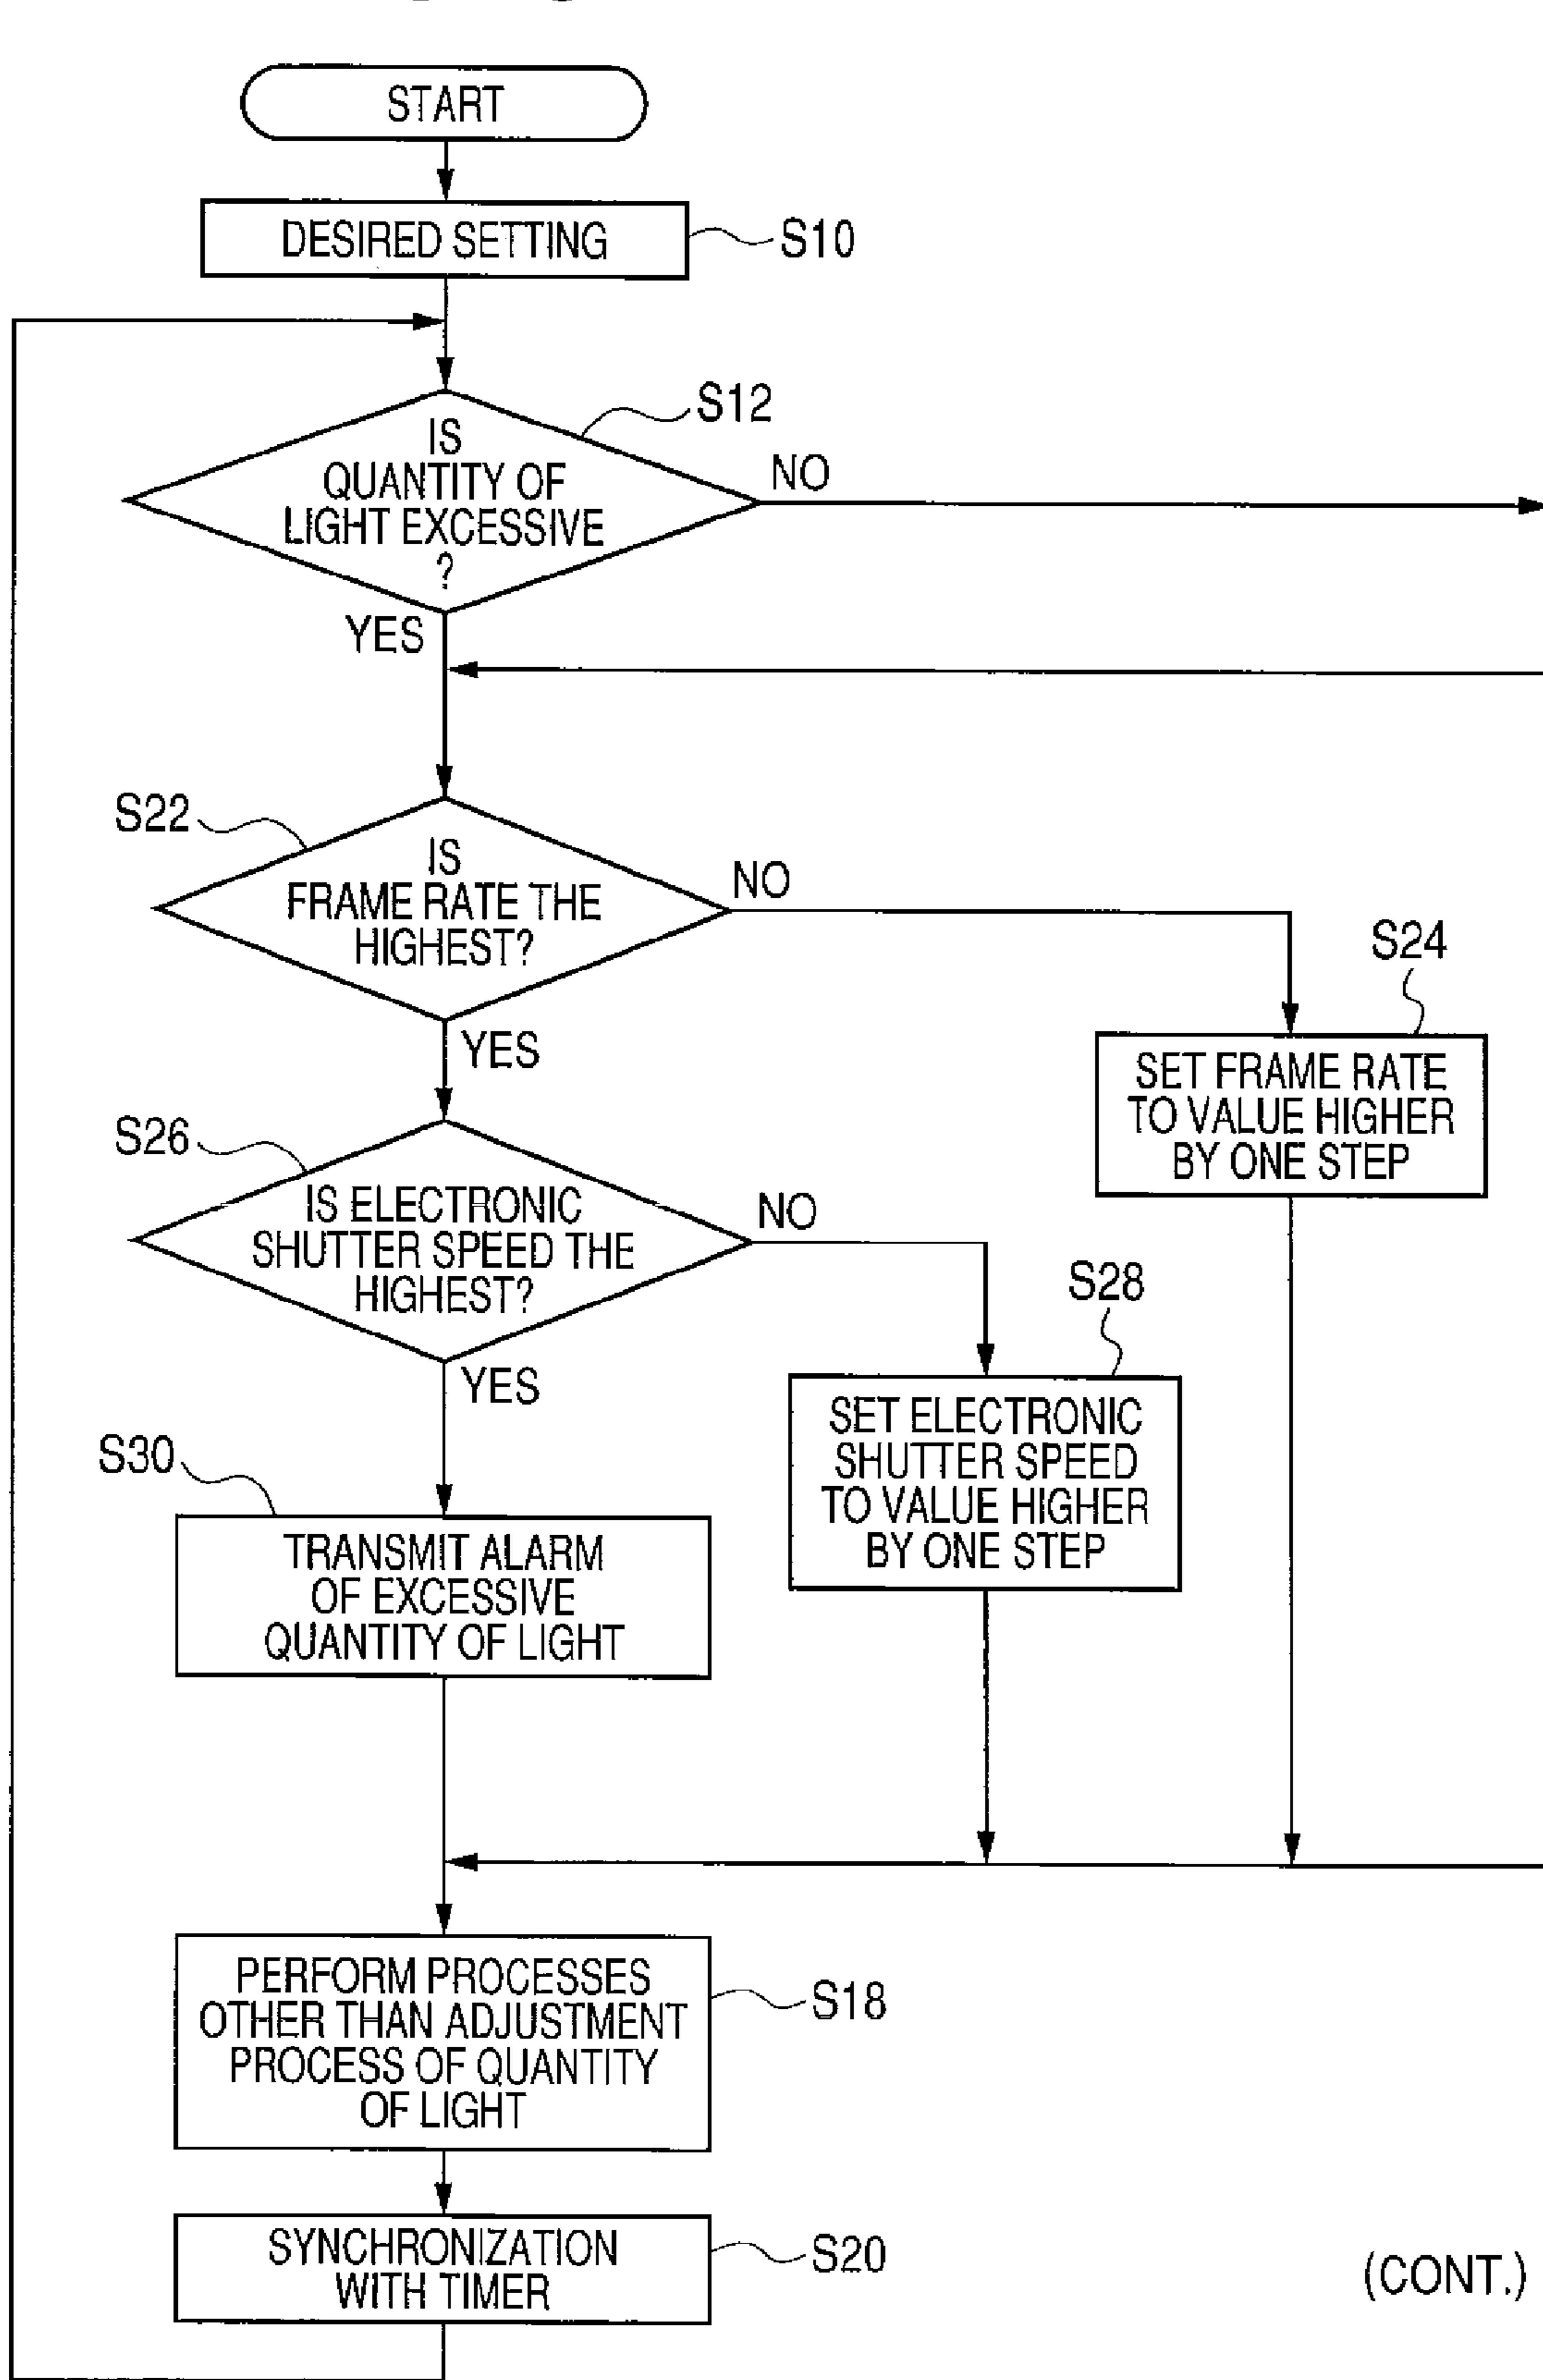 START
DESIRED SETTING
S10
S12
IS
QUANTITY OF
LIGHT EXCESSIVE
?
NO
YES
S22
IS
FRAME RATE THE
HIGHEST?
NO
S24
SET FRAME RATE
TO VALUE HIGHER
BY ONE STEP
YES
S26
IS ELECTRONIC
SHUTTER SPEED THE
HIGHEST?
NO
S28
SET ELECTRONIC
SHUTTER SPEED
TO VALUE HIGHER
BY ONE STEP
YES
S30
TRANSMIT ALARM
OF EXCESSIVE
QUANTITY OF LIGHT
PERFORM PROCESSES
OTHER THAN ADJUSTMENT
PROCESS OF QUANTITY
OF LIGHT
S18
SYNCHRONIZATION
WITH TIMER
S20
(CONT.)